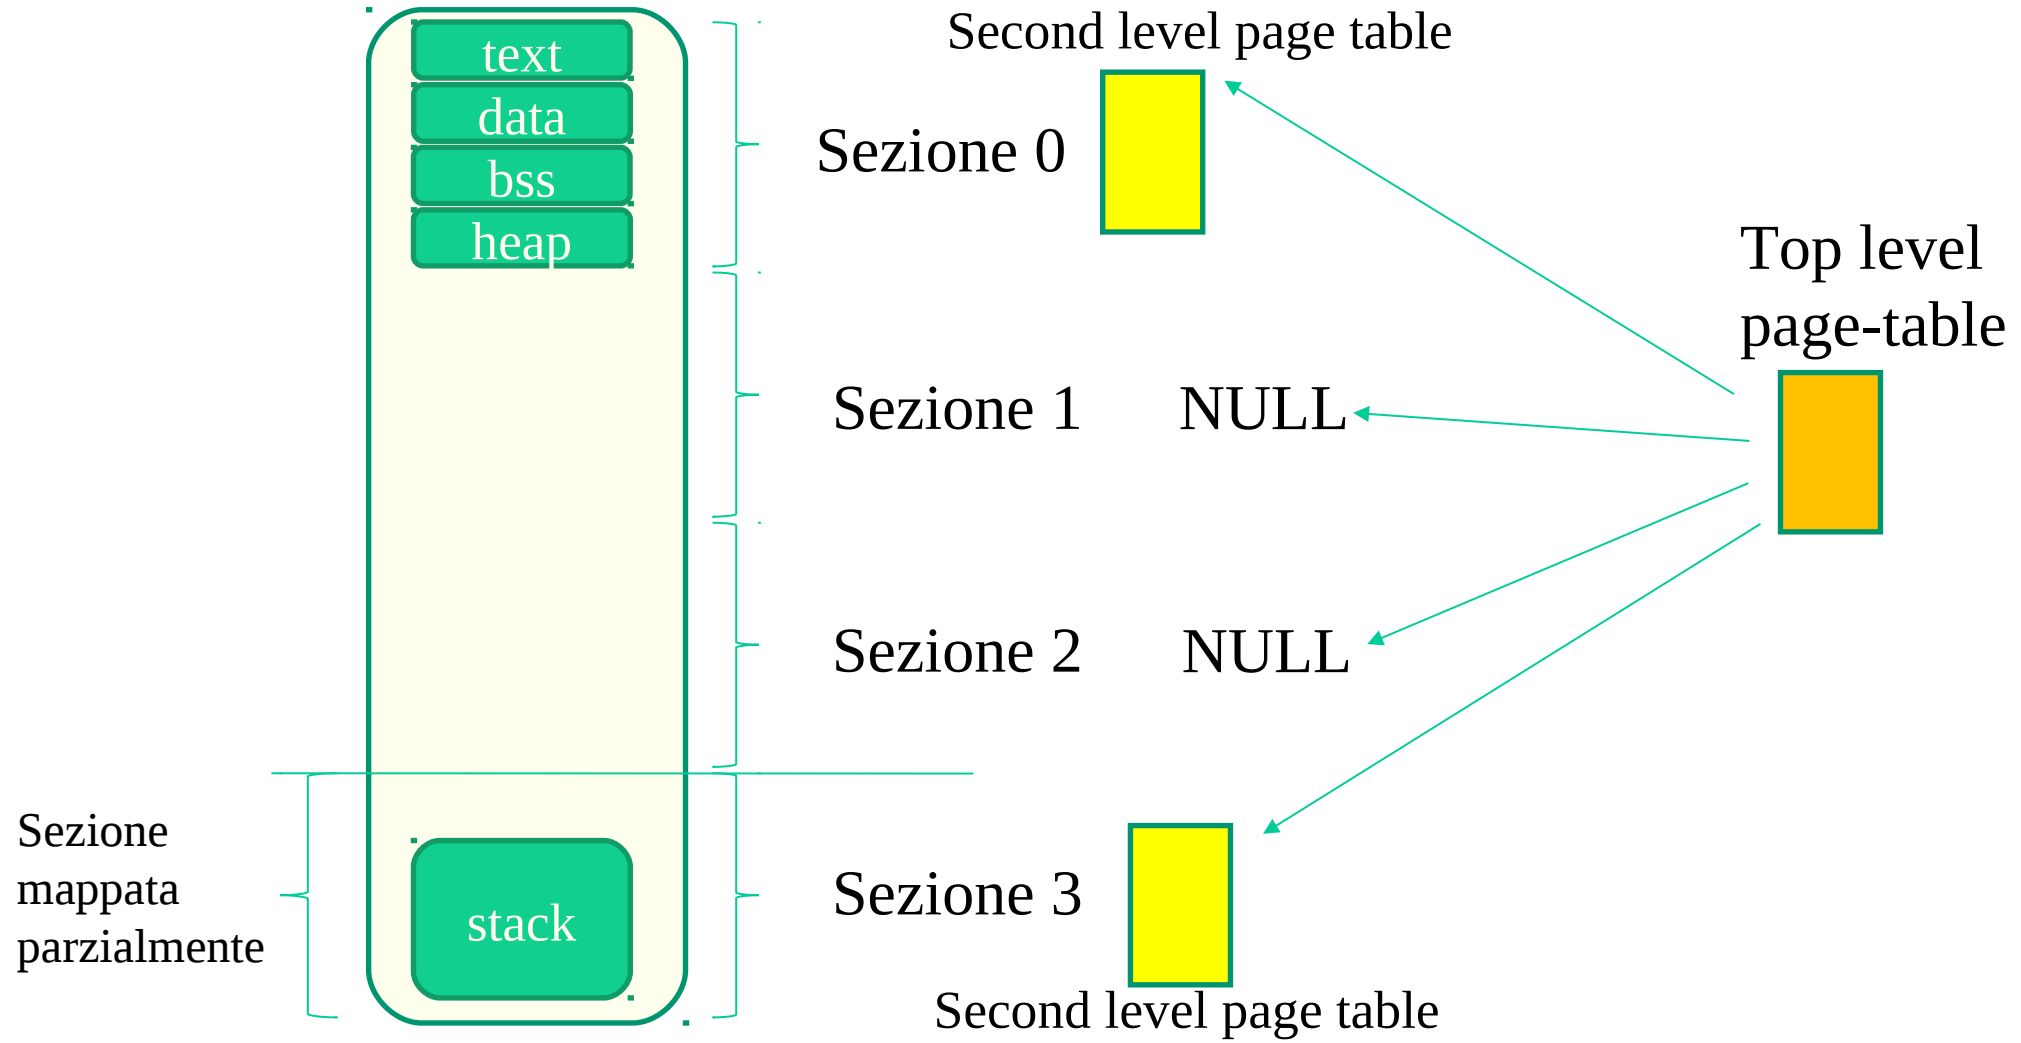 Second level page table
text
data
bss
heap
Sezione 0
Top level
page-table
Sezione 1
NULL
Sezione 2
NULL
Sezione
mappata
parzialmente
stack
Sezione 3
Second level page table